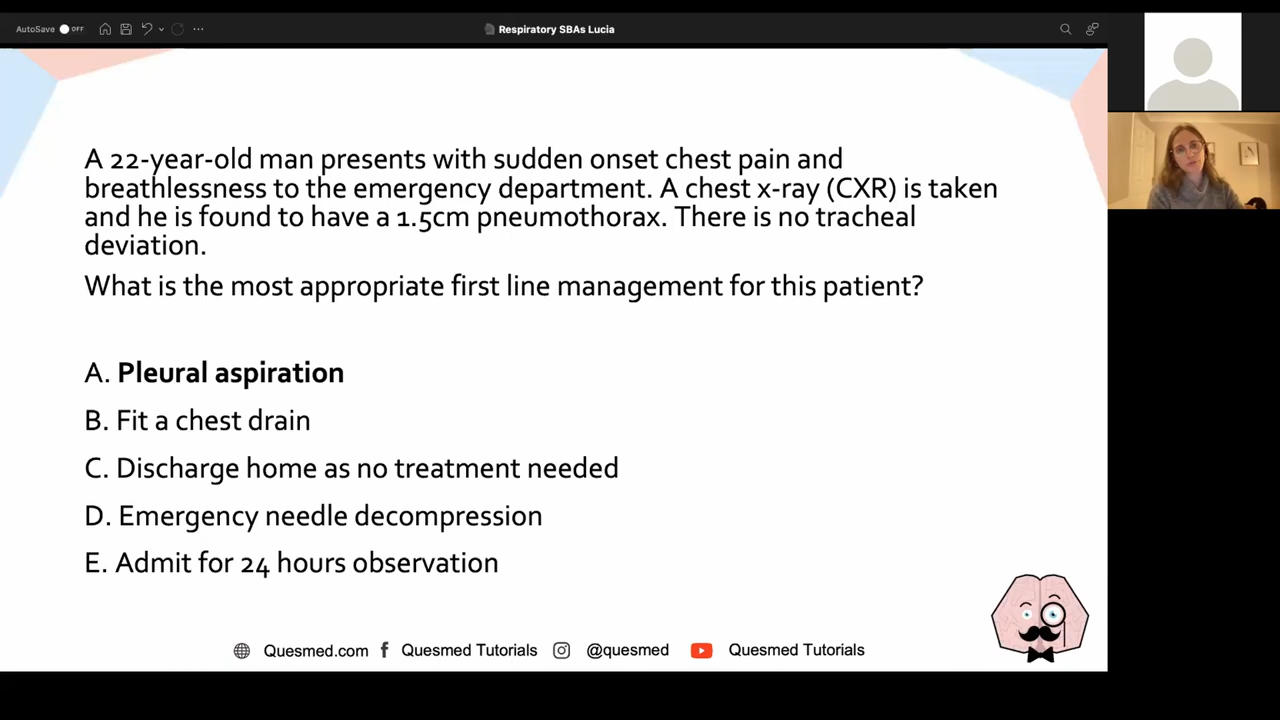 AutoSave OFF
Respiratory SBAs Lucia
A 22-year-old man presents with sudden onset chest pain and
breathlessness to the emergency department. A chest x-ray (CXR) is taken
and he is found to have a 1.5cm pneumothorax. There is no tracheal
deviation.
What is the most appropriate first line management for this patient?
A. Pleural aspiration
B. Fit a chest drain
C. Discharge home as no treatment needed
D. Emergency needle decompression
E. Admit for 24 hours observation
Quesmed.com Quesmed Tutorials @quesmed Quesmed Tutorials